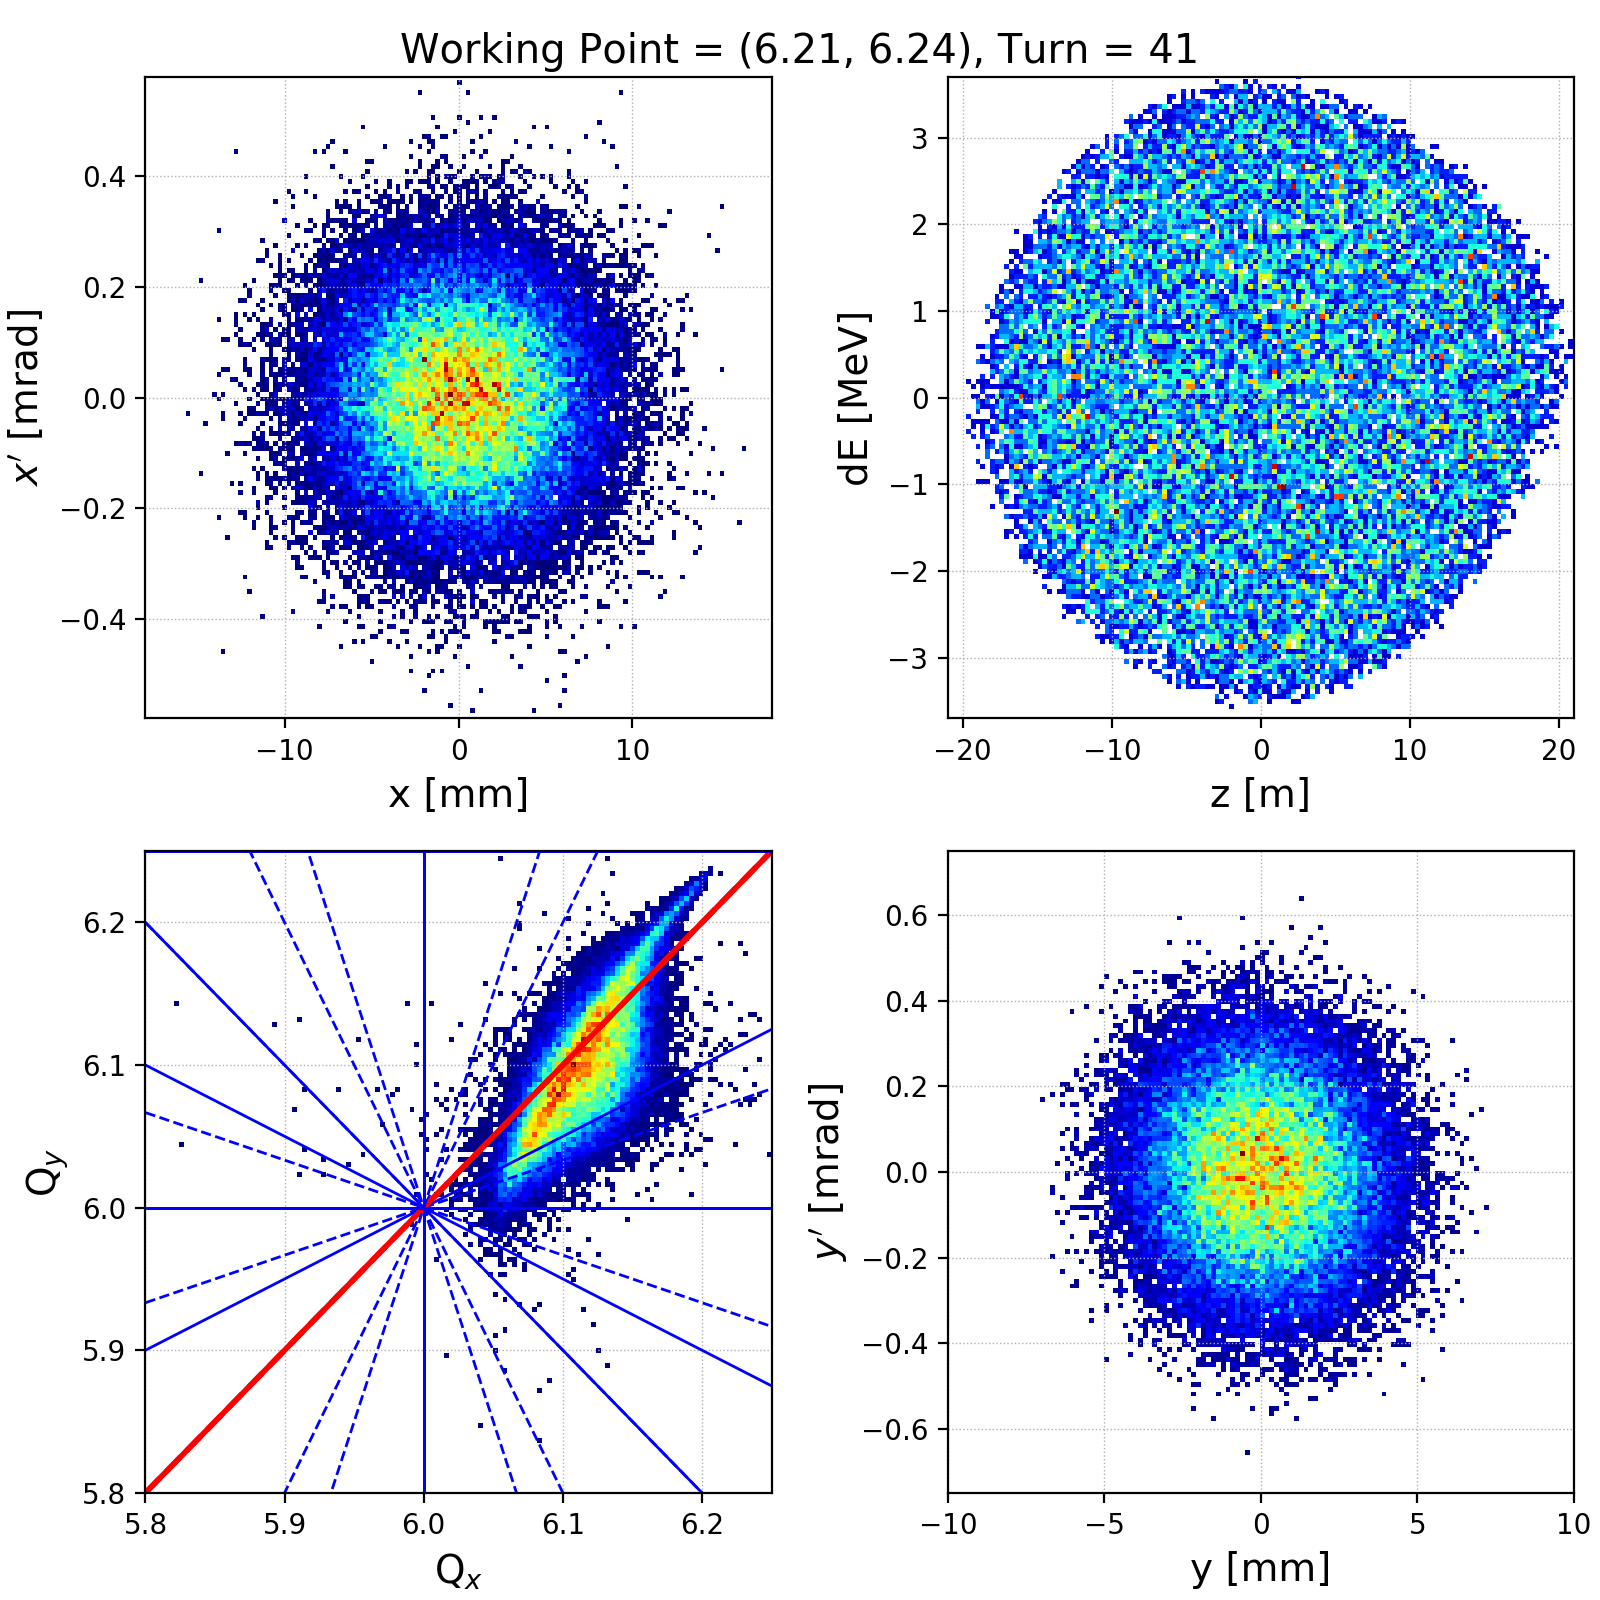 Working Point = (6.21, 6.24), Turn = 41
0.4
0.2
0.0
−0.2
−0.4
x′ [mrad]
−10 0 10
x [mm]
3
2
1
0
−1
−2
−3
dE [MeV]
−20 −10 0 10 20
z [m]
6.2
6.1
6.0
5.9
5.8
Qy
5.8 5.9 6.0 6.1 6.2
Qx
0.6
0.4
0.2
0.0
−0.2
−0.4
−0.6
y′ [mrad]
−10 −5 0 5 10
y [mm]